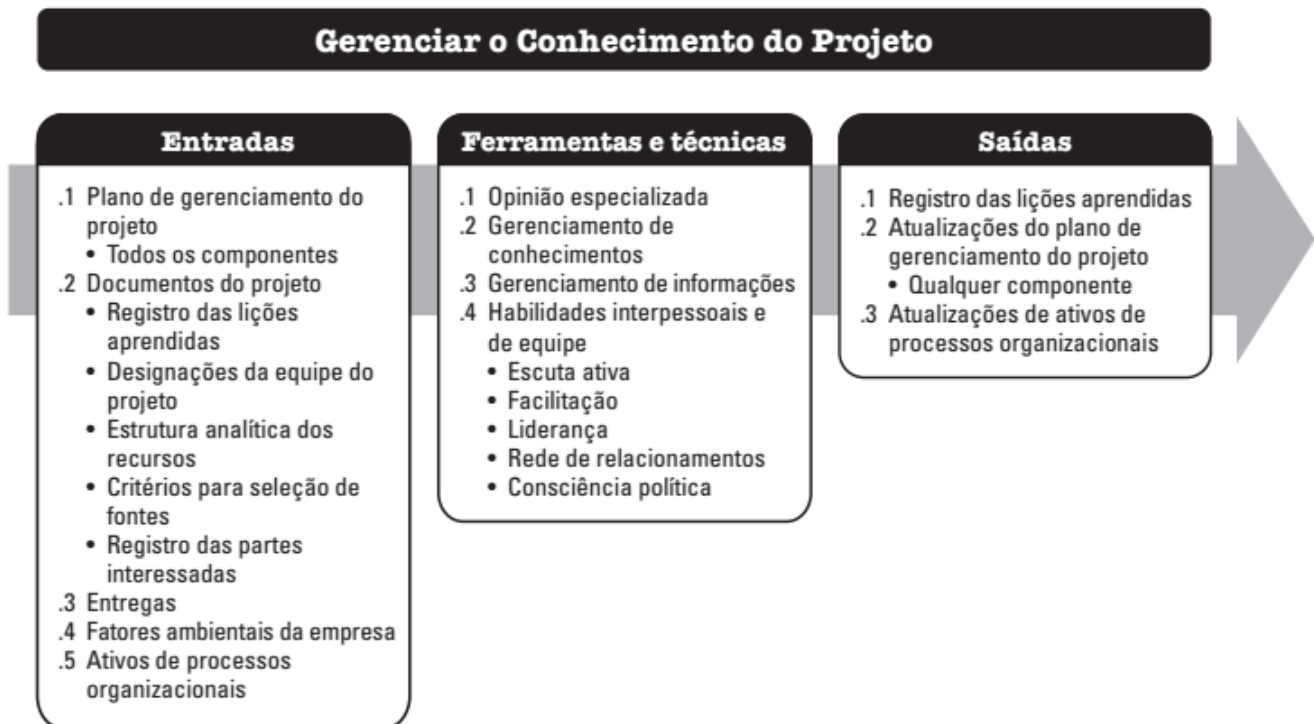 Gerenciar o Conhecimento do Projeto
Entradas
.1 Plano de gerenciamento do
projeto
• Todos os componentes
.2 Documentos do projeto
• Registro das lições
aprendidas
• Designações da equipe do
projeto
• Estrutura analítica dos
recursos
• Critérios para seleção de
fontes
• Registro das partes
interessadas
.3 Entregas
.4 Fatores ambientais da empresa
.5 Ativos de processos
organizacionais
Ferramentas e técnicas
.1 Opinião especializada
.2 Gerenciamento de
conhecimentos
.3 Gerenciamento de informações
.4 Habilidades interpessoais e
de equipe
• Escuta ativa
• Facilitação
• Liderança
• Rede de relacionamentos
• Consciência política
Saídas
.1 Registro das lições aprendidas
.2 Atualizações do plano de
gerenciamento do projeto
• Qualquer componente
.3 Atualizações de ativos de
processos organizacionais